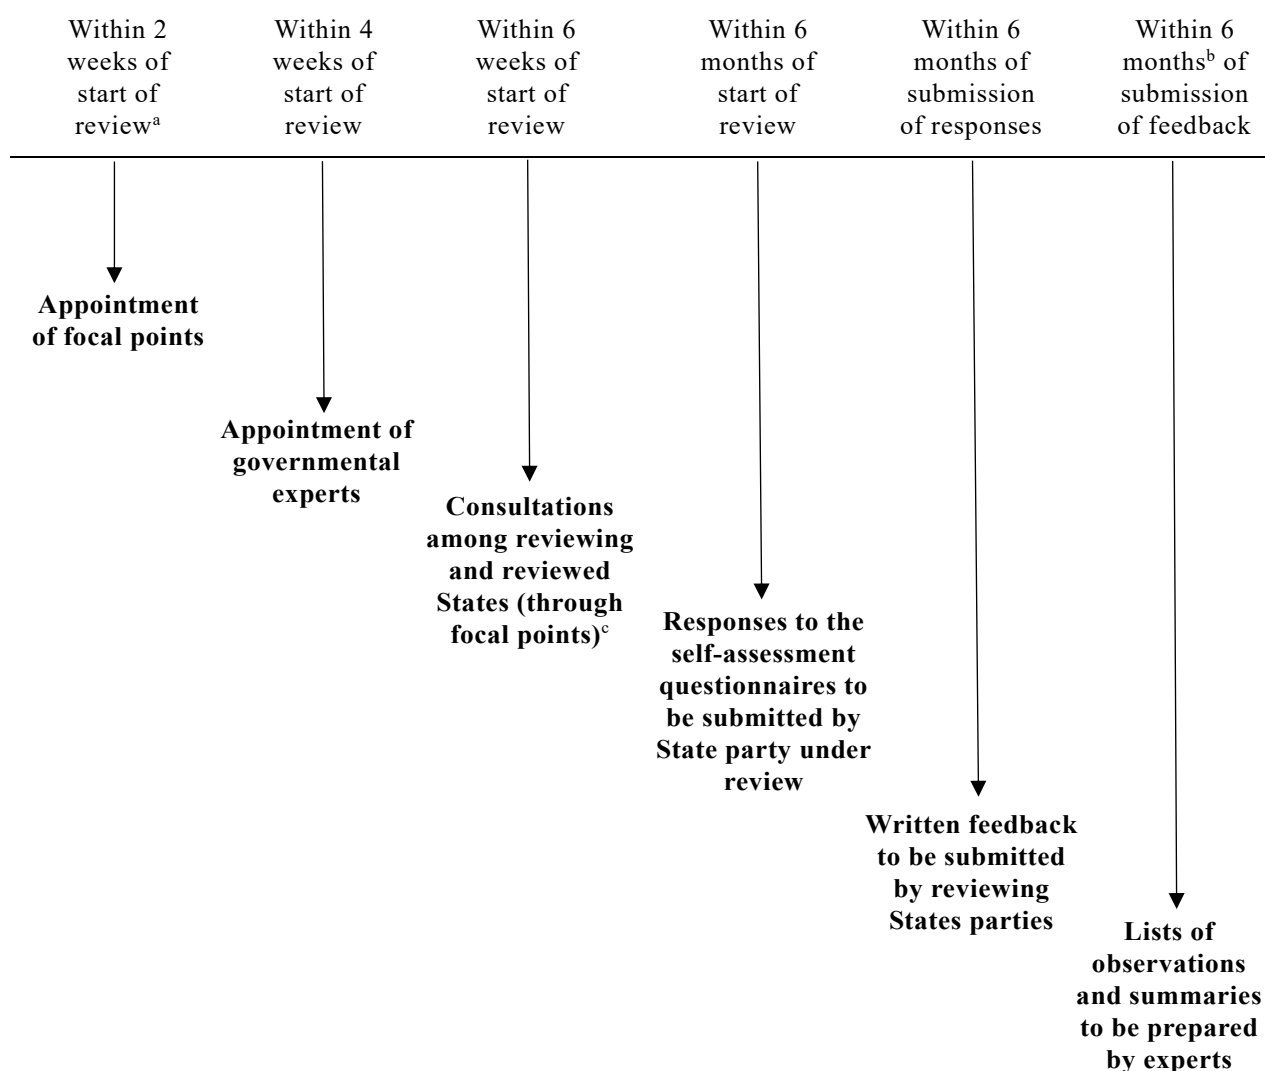 Within 2
weeks of
start of
reviewᵃ
Within 4
weeks of
start of
review
Within 6
weeks of
start of
review
Within 6
months of
start of
review
Within 6
months of
submission
of responses
Within 6
monthsᵇ of
submission
of feedback
Appointment
of focal points
Appointment of
governmental
experts
Consultations
among reviewing
and reviewed
States (through
focal points)ᶜ
Responses to the
self-assessment
questionnaires to
be submitted by
State party under
review
Written feedback
to be submitted
by reviewing
States parties
Lists of
observations
and summaries
to be prepared
by experts